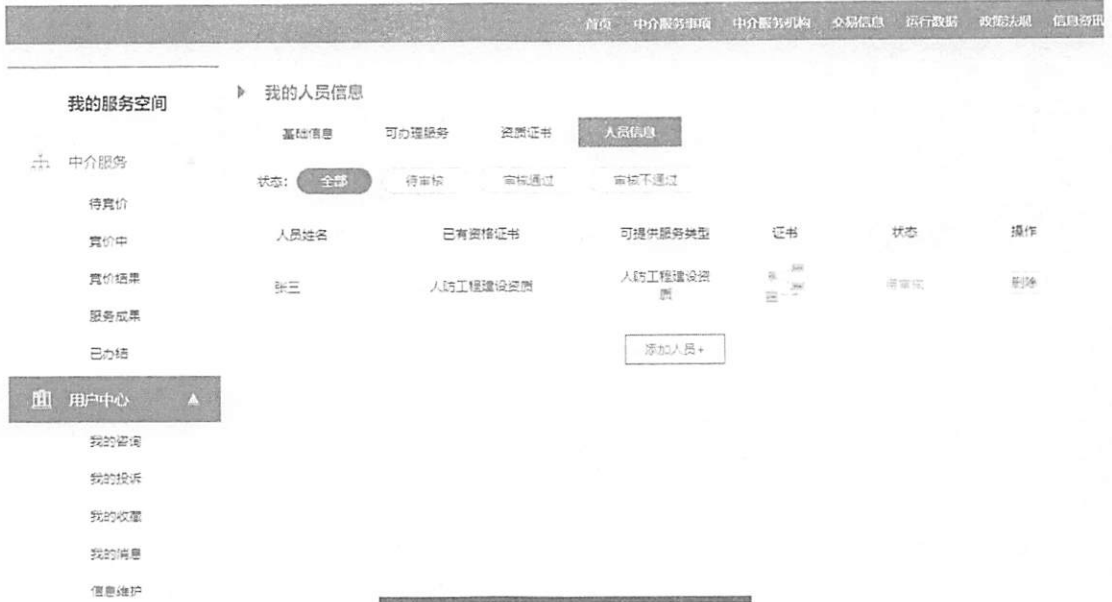 首页 中介服务事项 中介服务机构 交易信息 运行数据 政策法规 信息资讯
我的服务空间
中介服务
待竞价
竞价中
竞价结果
服务成果
已办结
用户中心
我的咨询
我的投诉
我的收藏
我的消息
信息维护
我的人员信息
基础信息 可办理服务 资质证书 人员信息
状态： 全部 待审核 审核通过 审核不通过
人员姓名 已有资格证书 可提供服务类型 证书 状态 操作
张三 人防工程建设资质 人防工程建设资 待审核 删除
质
添加人员+